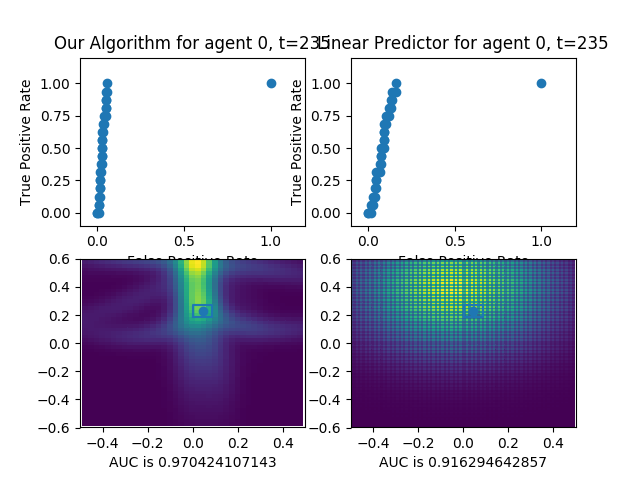 Our Algorithm for agent 0, t=235
Linear Predictor for agent 0, t=235
True Positive Rate
1.00
0.75
0.50
0.25
0.00
0.0 0.5 1.0
False Positive Rate
True Positive Rate
1.00
0.75
0.50
0.25
0.00
0.0 0.5 1.0
False Positive Rate
0.6
0.4
0.2
0.0
−0.2
−0.4
−0.6
−0.4 −0.2 0.0 0.2 0.4
AUC is 0.970424107143
0.6
0.4
0.2
0.0
−0.2
−0.4
−0.6
−0.4 −0.2 0.0 0.2 0.4
AUC is 0.916294642857